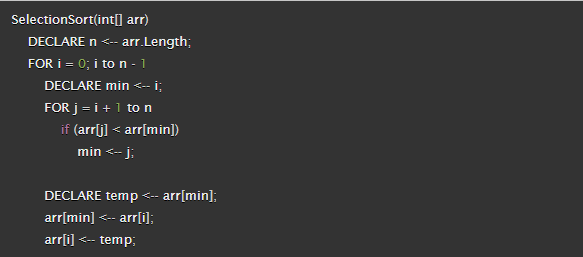 SelectionSort(int[] arr)
DECLARE n <-- arr.Length;
FOR i = 0; i to n - 1
DECLARE min <-- i;
FOR j = i + 1 to n
if (arr[j] < arr[min])
min <-- j;
DECLARE temp <-- arr[min];
arr[min] <-- arr[i];
arr[i] <-- temp;